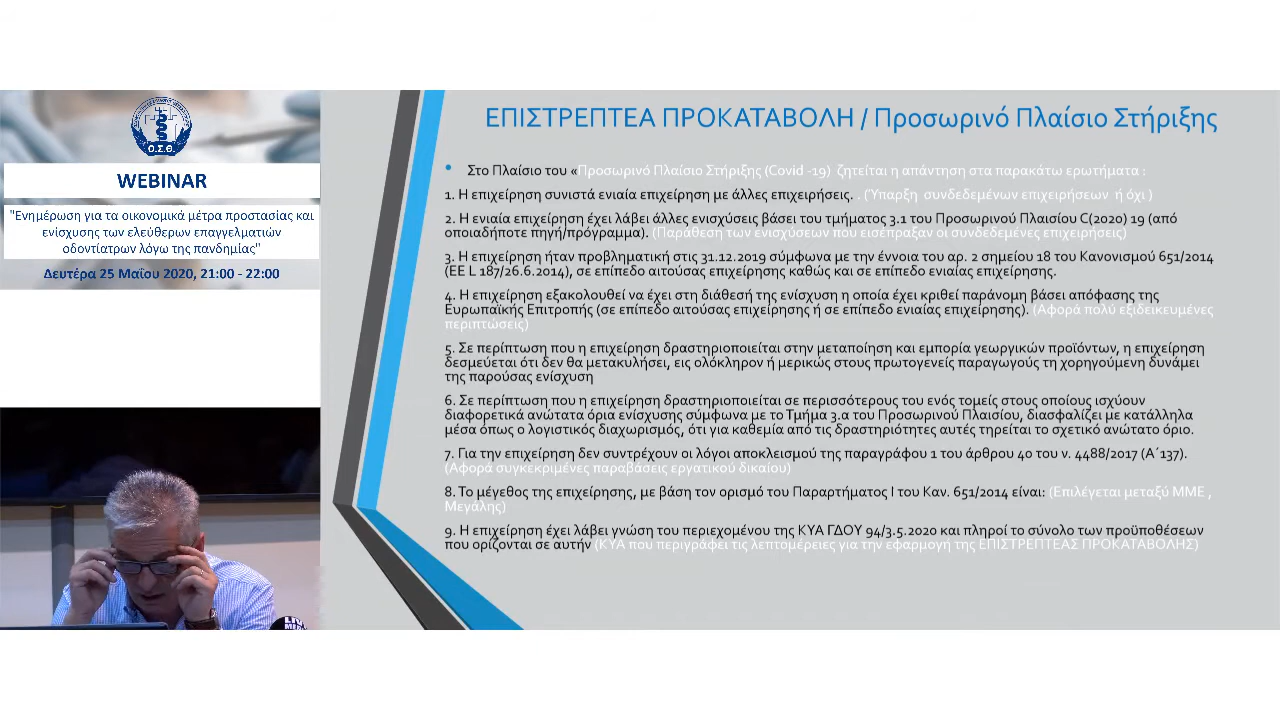 Ο.Σ.Θ.
WEBINAR
"Ενημέρωση για τα οικονομικά μέτρα προστασίας και
ενίσχυσης των ελεύθερων επαγγελματιών
οδοντίατρων λόγω της πανδημίας"
Δευτέρα 25 Μαΐου 2020, 21:00 - 22:00
ΕΠΙΣΤΡΕΠΤΕΑ ΠΡΟΚΑΤΑΒΟΛΗ / Προσωρινό Πλαίσιο Στήριξης
• Στο Πλαίσιο του «Προσωρινό Πλαίσιο Στήριξης (Covid -19) ζητείται η απάντηση στα παρακάτω ερωτήματα :
1. Η επιχείρηση συνιστά ενιαία επιχείρηση με άλλες επιχειρήσεις. . (Ύπαρξη συνδεδεμένων επιχειρήσεων ή όχι )
2. Η ενιαία επιχείρηση έχει λάβει άλλες ενισχύσεις βάσει του τμήματος 3.1 του Προσωρινού Πλαισίου C(2020) 19 (από
οποιαδήποτε πηγή/πρόγραμμα). (Παράθεση των ενισχύσεων που εισέπραξαν οι συνδεδεμένες επιχειρήσεις)
3. Η επιχείρηση ήταν προβληματική στις 31.12.2019 σύμφωνα με την έννοια του αρ. 2 σημείου 18 του Κανονισμού 651/2014
(ΕΕ L 187/26.6.2014), σε επίπεδο αιτούσας επιχείρησης καθώς και σε επίπεδο ενιαίας επιχείρησης.
4. Η επιχείρηση εξακολουθεί να έχει στη διάθεσή της ενίσχυση η οποία έχει κριθεί παράνομη βάσει απόφασης της
Ευρωπαϊκής Επιτροπής (σε επίπεδο αιτούσας επιχείρησης ή σε επίπεδο ενιαίας επιχείρησης). (Αφορά πολύ εξιδεικευμένες
περιπτώσεις)
5. Σε περίπτωση που η επιχείρηση δραστηριοποιείται στην μεταποίηση και εμπορία γεωργικών προϊόντων, η επιχείρηση
δεσμεύεται ότι δεν θα μετακυλήσει, εις ολόκληρον ή μερικώς στους πρωτογενείς παραγωγούς τη χορηγούμενη δυνάμει
της παρούσας ενίσχυση
6. Σε περίπτωση που η επιχείρηση δραστηριοποιείται σε περισσότερους του ενός τομείς στους οποίους ισχύουν
διαφορετικά ανώτατα όρια ενίσχυσης σύμφωνα με το Τμήμα 3.α του Προσωρινού Πλαισίου, διασφαλίζει με κατάλληλα
μέσα όπως ο λογιστικός διαχωρισμός, ότι για καθεμία από τις δραστηριότητες αυτές τηρείται το σχετικό ανώτατο όριο.
7. Για την επιχείρηση δεν συντρέχουν οι λόγοι αποκλεισμού της παραγράφου 1 του άρθρου 40 του ν. 4488/2017 (Α΄137).
(Αφορά συγκεκριμένες παραβάσεις εργατικού δικαίου)
8. Το μέγεθος της επιχείρησης, με βάση τον ορισμό του Παραρτήματος Ι του Καν. 651/2014 είναι: (Επιλέγεται μεταξύ ΜΜΕ ,
Μεγάλης)
9. Η επιχείρηση έχει λάβει γνώση του περιεχομένου της ΚΥΑ ΓΔΟΥ 94/3.5.2020 και πληροί το σύνολο των προϋποθέσεων
που ορίζονται σε αυτήν (ΚΥΑ που περιγράφει τις λεπτομέρειες για την εφαρμογή της ΕΠΙΣΤΡΕΠΤΕΑΣ ΠΡΟΚΑΤΑΒΟΛΗΣ)
LIVE